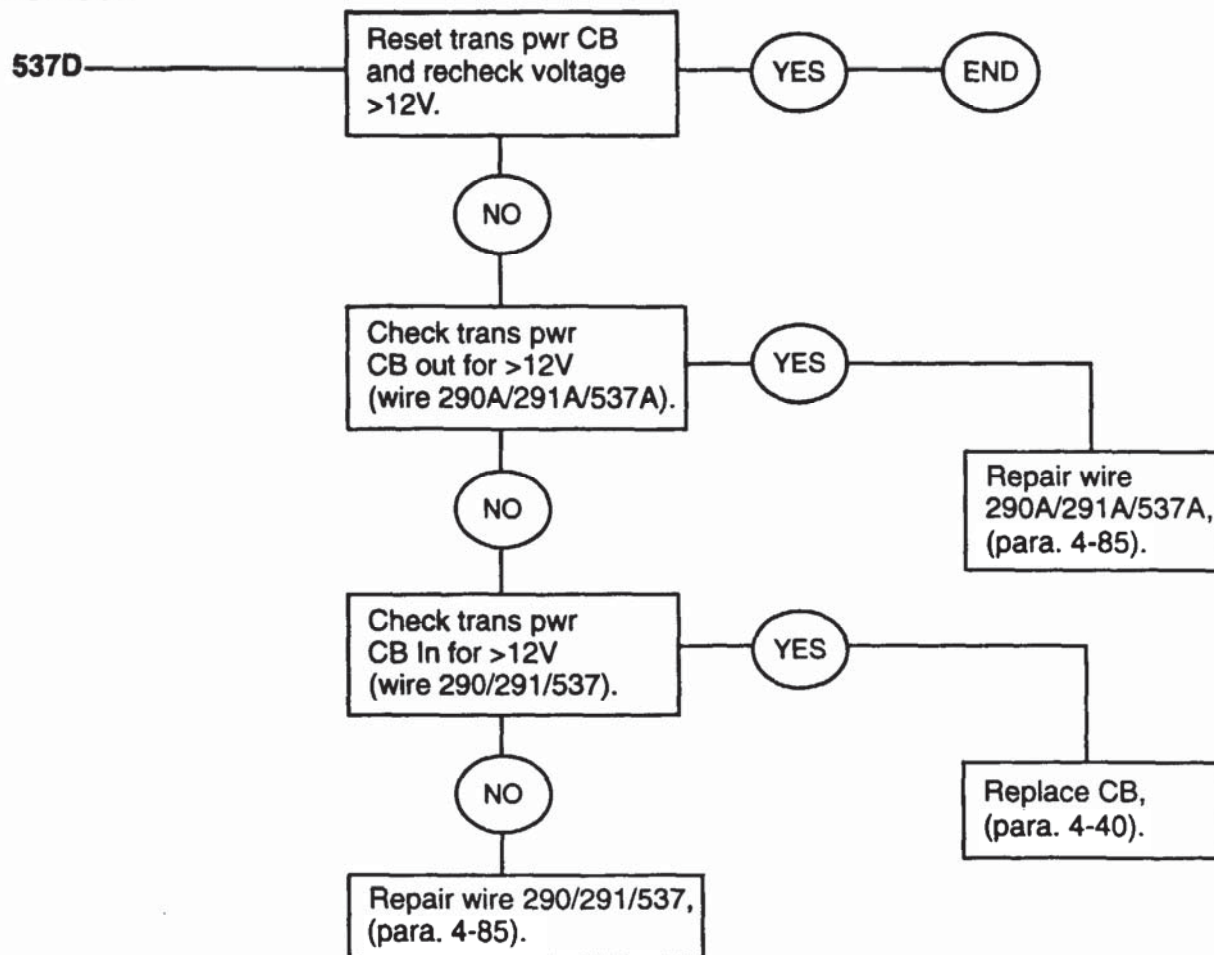 537D
Reset trans pwr CB
and recheck voltage
>12V.
YES
END
NO
Check trans pwr
CB out for >12V
(wire 290A/291A/537A).
YES
Repair wire
290A/291A/537A,
(para. 4-85).
NO
Check trans pwr
CB In for >12V
(wire 290/291/537).
YES
Replace CB,
(para. 4-40).
NO
Repair wire 290/291/537,
(para. 4-85).